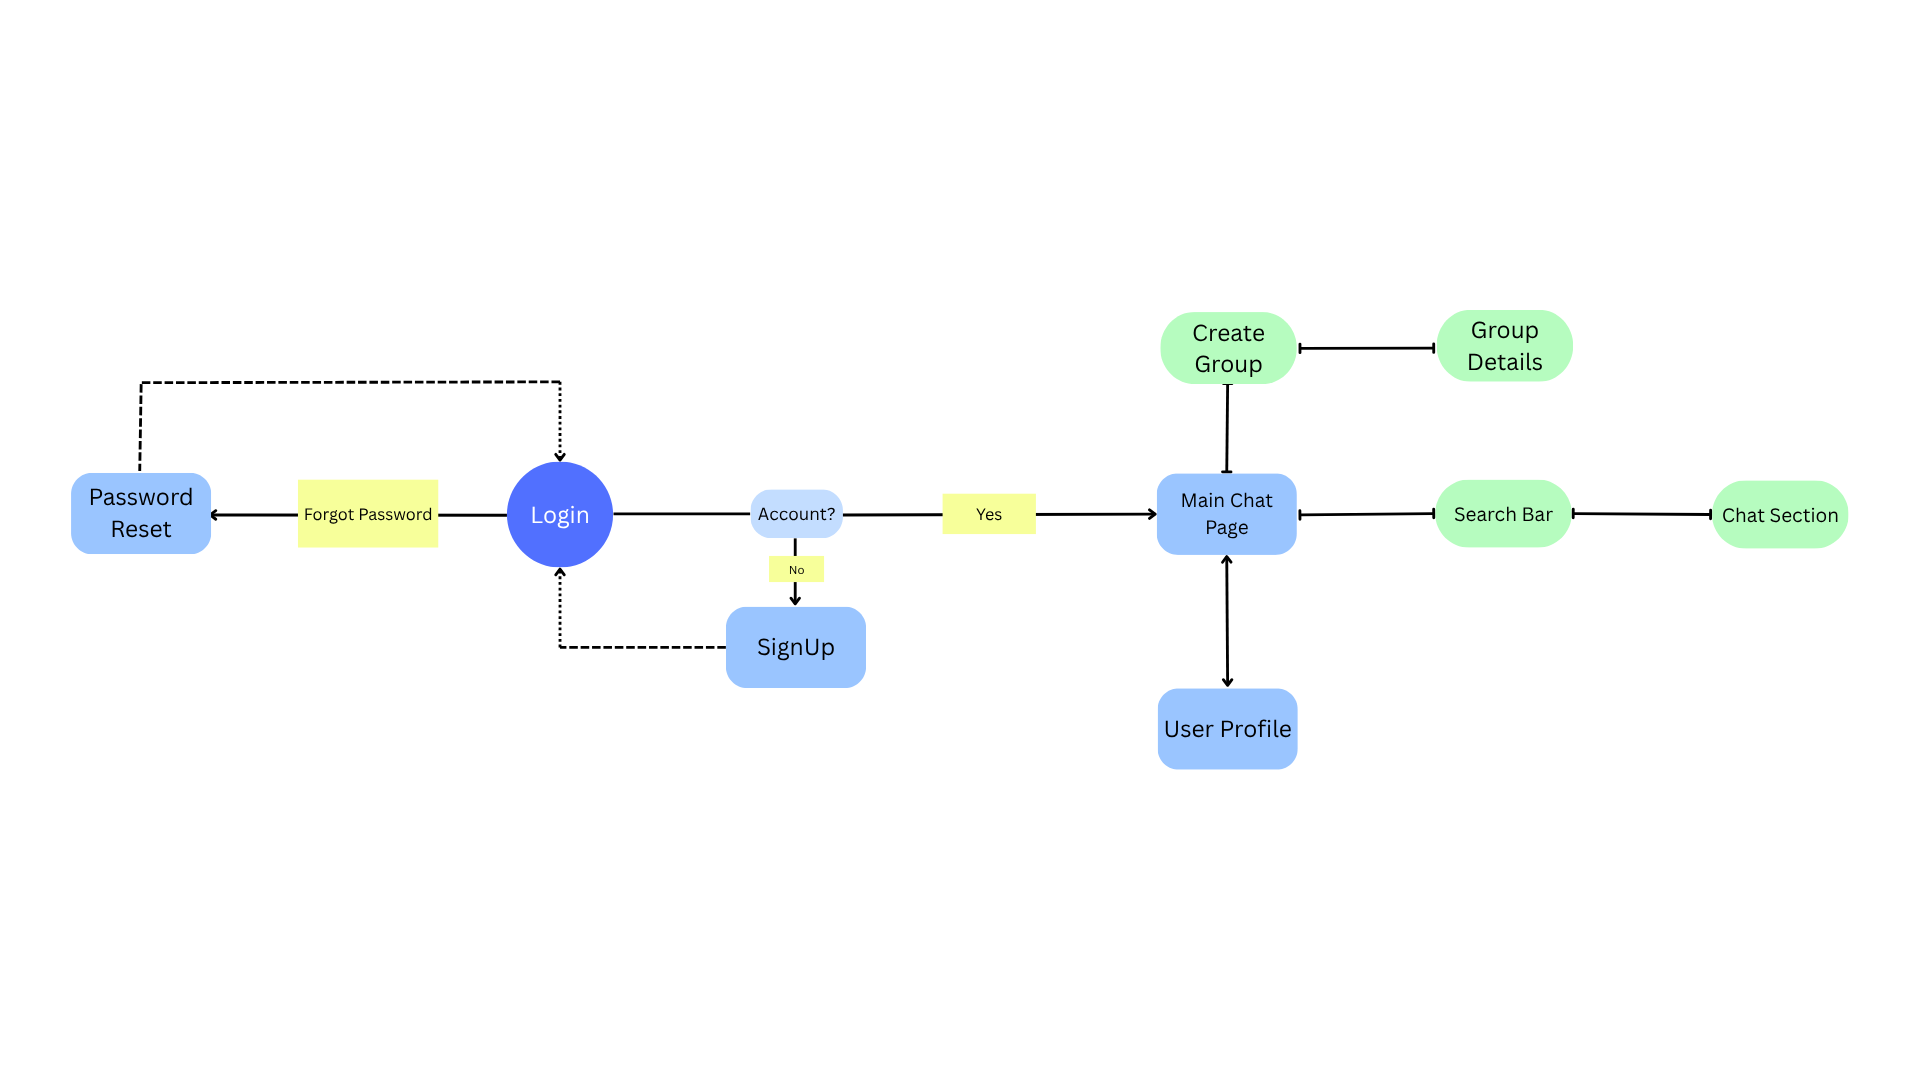 Create
Group
Group
Details
Password
Reset
Forgot Password
Login
Account?
Yes
Main Chat
Page
Search Bar
Chat Section
No
SignUp
User Profile